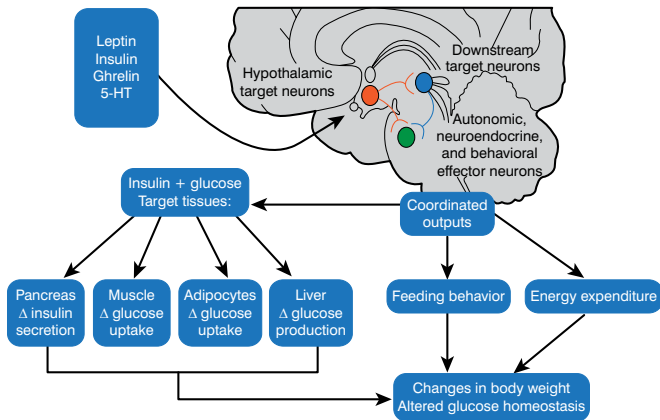 Leptin
Insulin
Ghrelin
5-HT
Hypothalamic
target neurons
Downstream
target neurons
Autonomic,
neuroendocrine,
and behavioral
effector neurons
Insulin + glucose
Target tissues:
Coordinated
outputs
Pancreas
Δ insulin
secretion
Muscle
Δ glucose
uptake
Adipocytes
Δ glucose
uptake
Liver
Δ glucose
production
Feeding behavior
Energy expenditure
Changes in body weight
Altered glucose homeostasis